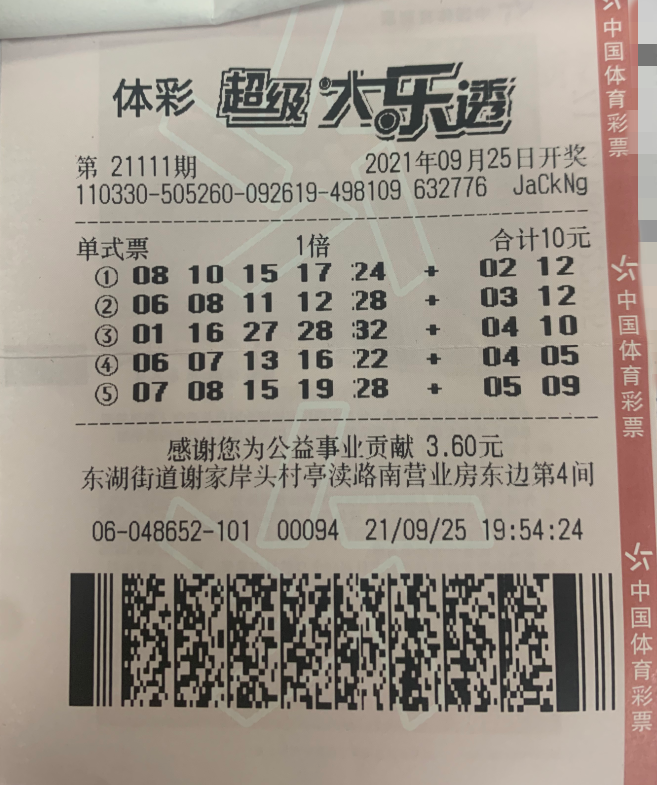 体彩 超级大乐透
第 21111期 2021年09月25日开奖
110330-505260-092619-498109 632776 JaCkNg
单式票 1倍 合计10元
① 08 10 15 17 24 + 02 12
② 06 08 11 12 28 + 03 12
③ 01 16 27 28 32 + 04 10
④ 06 07 13 16 22 + 04 05
⑤ 07 08 15 19 28 + 05 09
感谢您为公益事业贡献 3.60元
东湖街道谢家岸头村亭渎路南营业房东边第4间
06-048652-101 00094 21/09/25 19:54:24
中国体育彩票
中国体育彩票
中国体育彩票